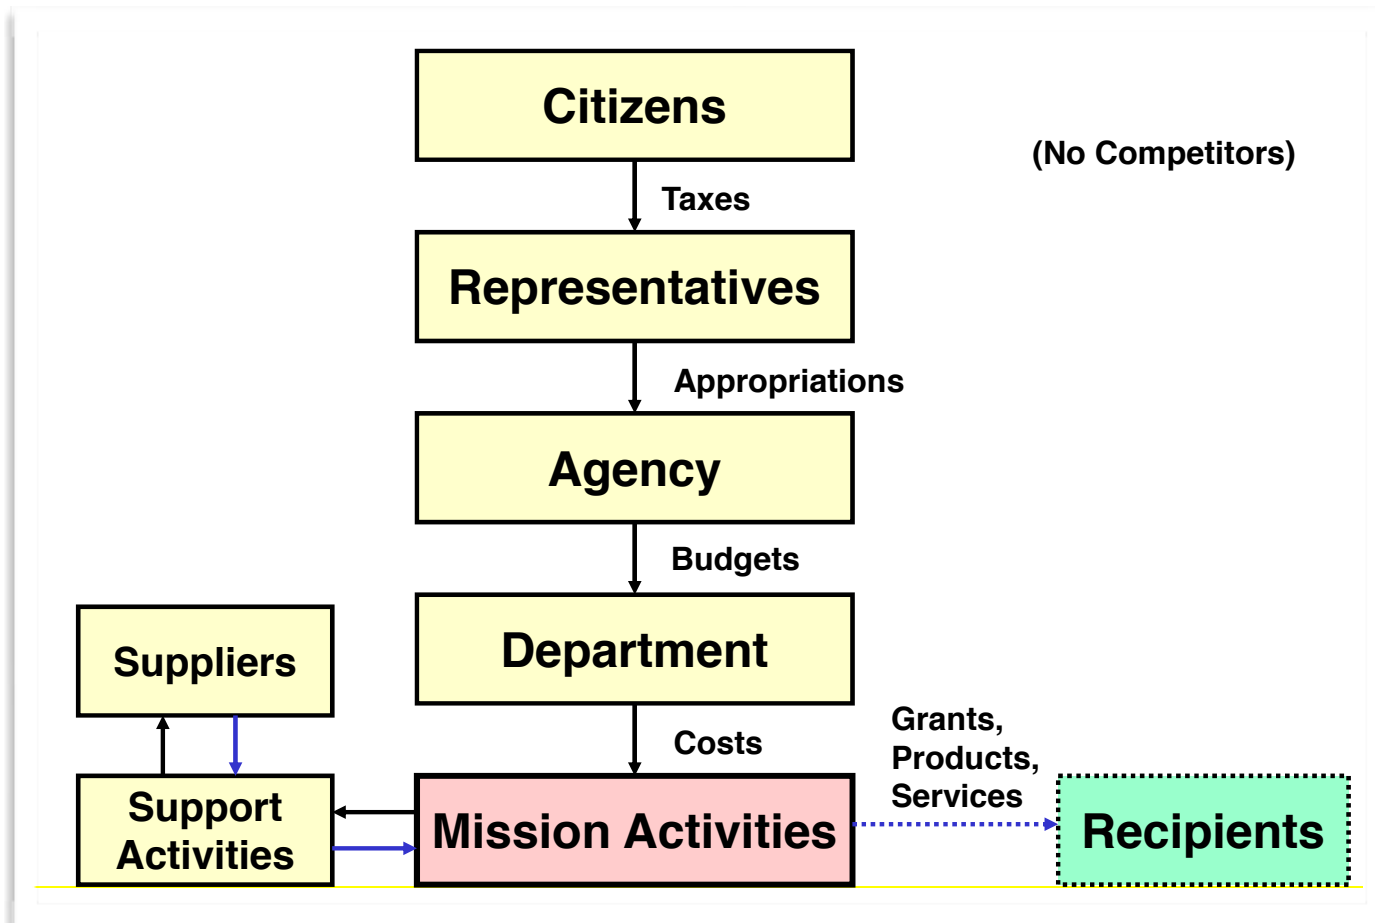 Citizens
(No Competitors)
Taxes
Representatives
Appropriations
Agency
Budgets
Department
Suppliers
Costs
Grants,
Products,
Services
Support
Activities
Mission Activities
Recipients